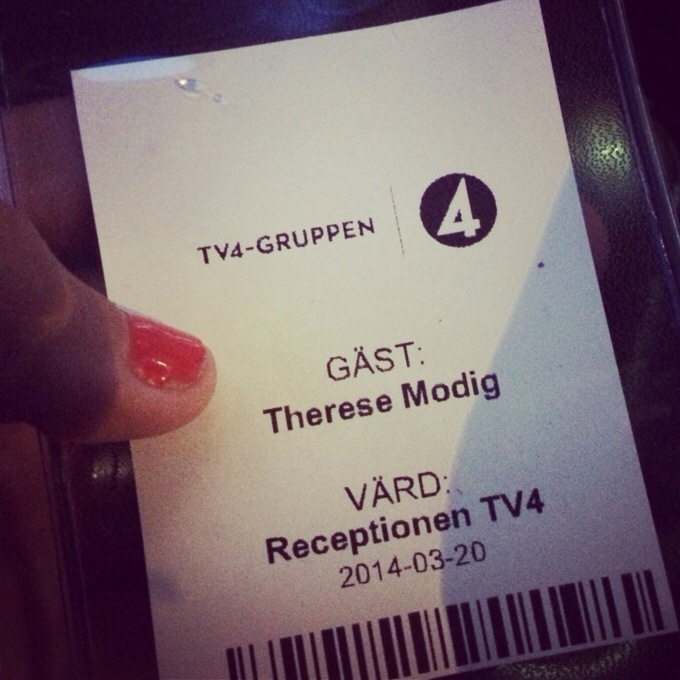 TV4-GRUPPEN 4
GÄST:
Therese Modig
VÄRD:
Receptionen TV4
2014-03-20